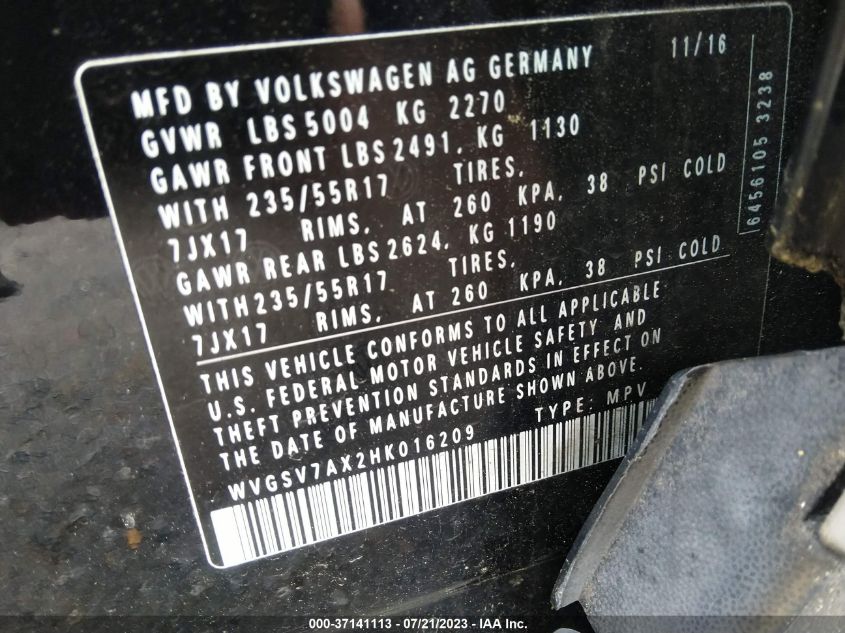 MFD BY VOLKSWAGEN AG GERMANY 11/16
GVWR LBS 5004 KG 2270
GAWR FRONT LBS 2491, KG 1130
WITH 235/55R17 TIRES,
7JX17 RIMS, AT 260 KPA, 38 PSI COLD
GAWR REAR LBS 2624, KG 1190
WITH 235/55R17 TIRES,
7JX17 RIMS, AT 260 KPA, 38 PSI COLD
THIS VEHICLE CONFORMS TO ALL APPLICABLE
U.S. FEDERAL MOTOR VEHICLE SAFETY AND
THEFT PREVENTION STANDARDS IN EFFECT ON
THE DATE OF MANUFACTURE SHOWN ABOVE.
WVGSV7AX2HK016209 TYPE: MPV
6456105 3238
000-37141113 - 07/21/2023 - IAA Inc.